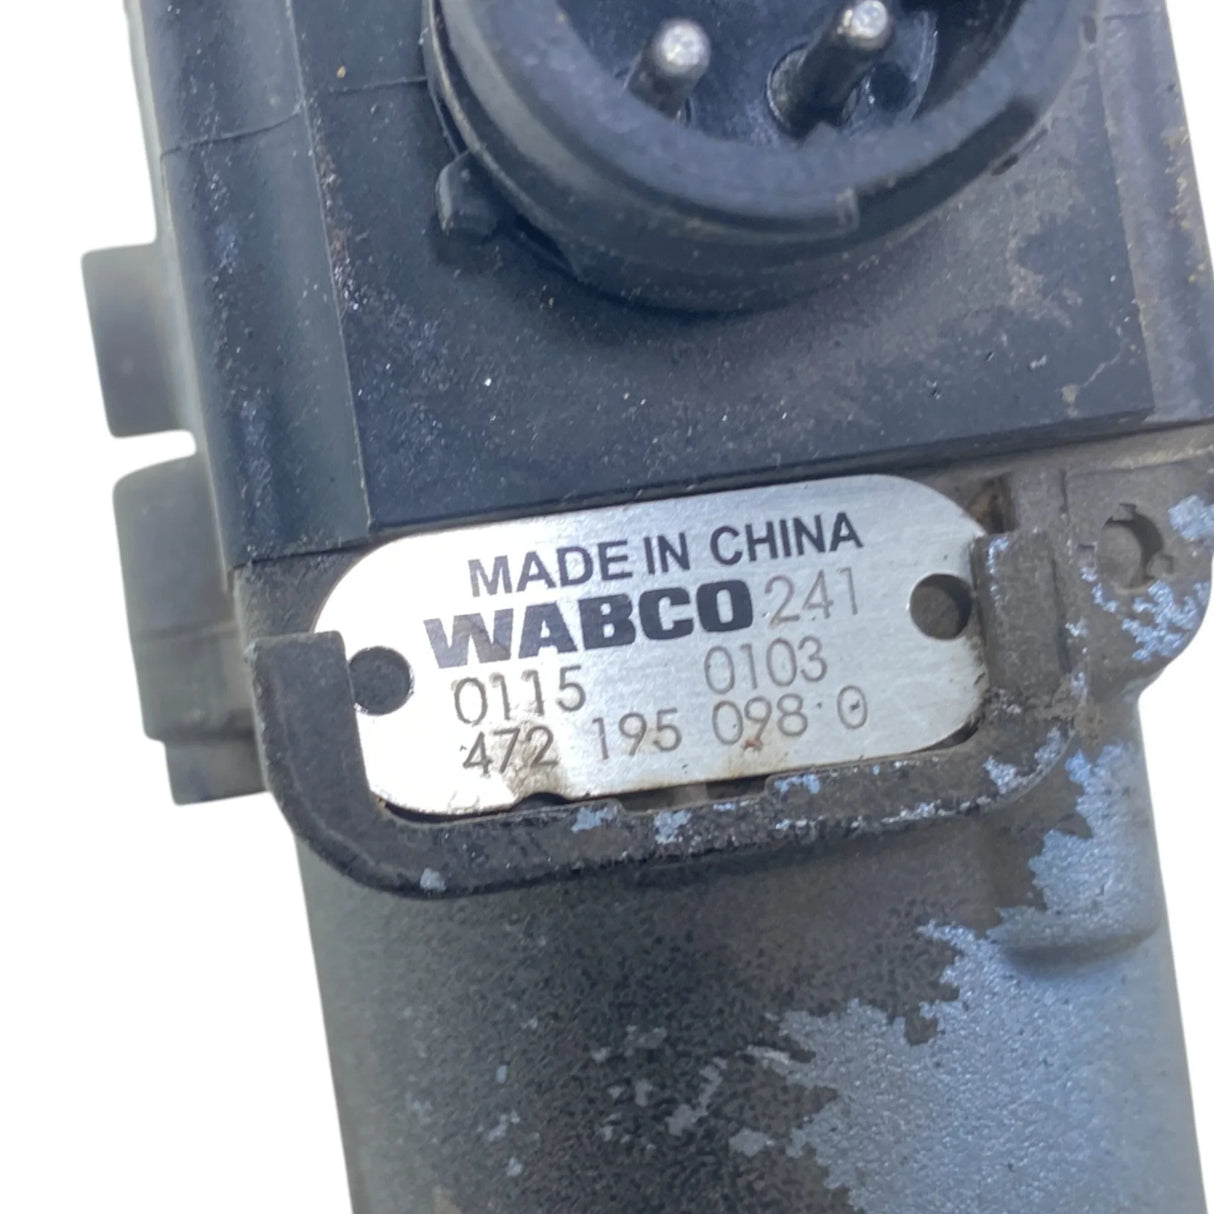 MADE IN CHINA
WABCO 241
0115 0103
472 195 098 0